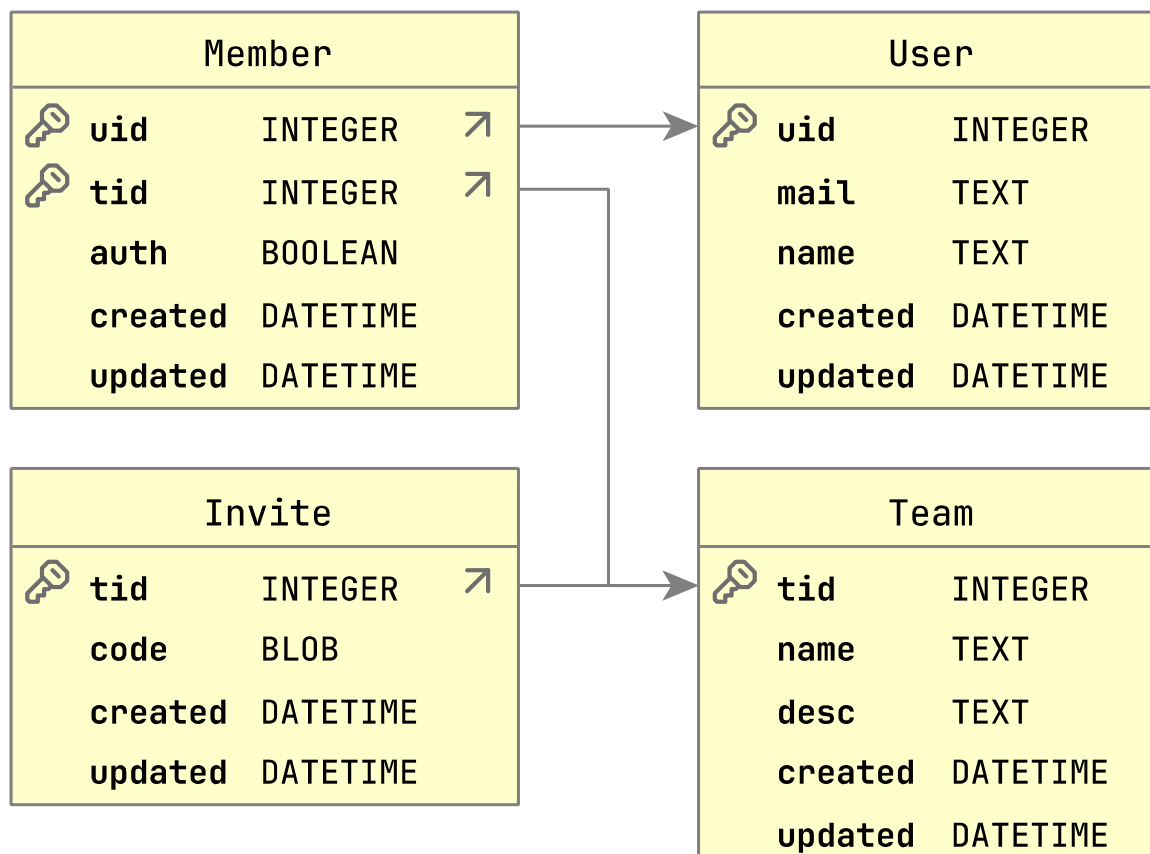 Member
uid INTEGER
tid INTEGER
auth BOOLEAN
created DATETIME
updated DATETIME
User
uid INTEGER
mail TEXT
name TEXT
created DATETIME
updated DATETIME
Invite
tid INTEGER
code BLOB
created DATETIME
updated DATETIME
Team
tid INTEGER
name TEXT
desc TEXT
created DATETIME
updated DATETIME